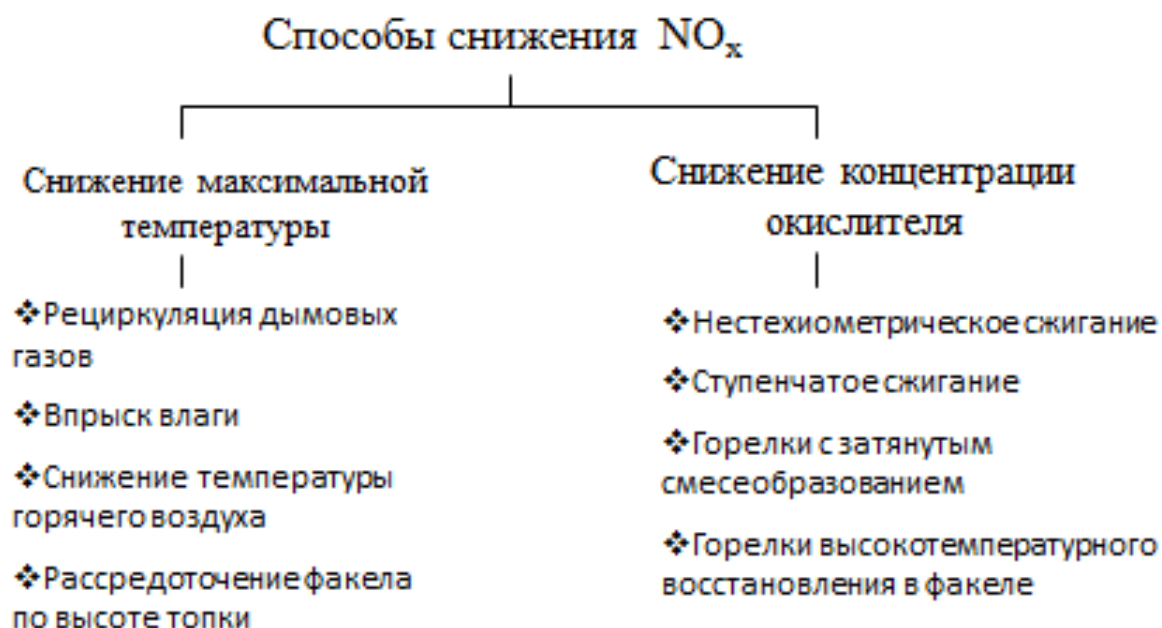 Способы снижения NOx
Снижение максимальной
температуры
❖Рециркуляция дымовых
газов
❖Впрыск влаги
❖Снижение температуры
горячего воздуха
❖Рассредоточение факела
по высоте топки
Снижение концентрации
окислителя
❖Нестехиометрическое сжигание
❖Ступенчатое сжигание
❖Горелки с затянутым
смесеобразованием
❖Горелки высокотемпературного
восстановления в факеле